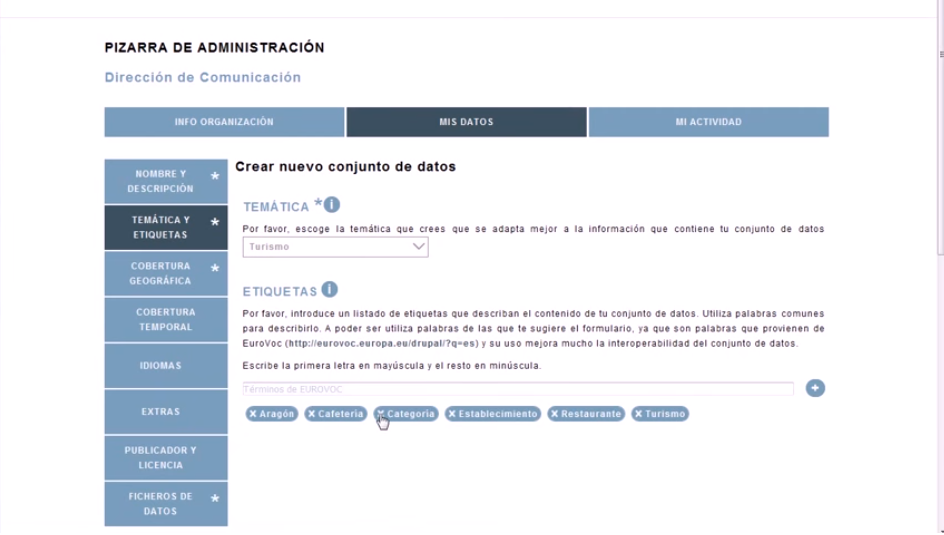 PIZARRA DE ADMINISTRACIÓN
Dirección de Comunicación
INFO ORGANIZACIÓN
MIS DATOS
MI ACTIVIDAD
NOMBRE Y
DESCRIPCIÓN *
TEMÁTICA Y
ETIQUETAS *
COBERTURA
GEOGRÁFICA *
COBERTURA
TEMPORAL
IDIOMAS
EXTRAS
PUBLICADOR Y
LICENCIA
FICHEROS DE
DATOS *
Crear nuevo conjunto de datos
TEMÁTICA * i
Por favor, escoge la temática que crees que se adapta mejor a la información que contiene tu conjunto de datos
Turismo
ETIQUETAS i
Por favor, introduce un listado de etiquetas que describan el contenido de tu conjunto de datos. Utiliza palabras comunes
para describirlo. A poder ser utiliza palabras de las que te sugiere el formulario, ya que son palabras que provienen de
EuroVoc (http://eurovoc.europa.eu/drupal/?q=es) y su uso mejora mucho la interoperabilidad del conjunto de datos.
Escribe la primera letra en mayúscula y el resto en minúscula.
Términos de EUROVOC
+
x Aragón x Cafetería x Categoría x Establecimiento x Restaurante x Turismo